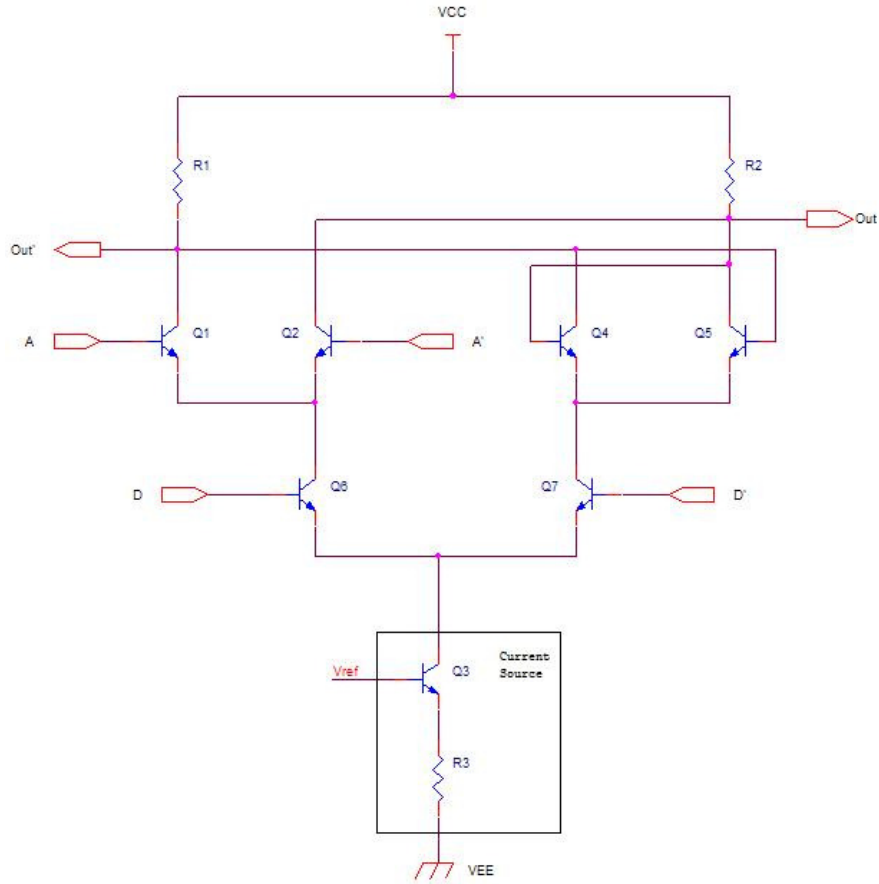 VCC
R1
R2
Out
Out'
A
Q1
Q2
A'
Q4
Q5
D
Q6
Q7
D'
Vref
Q3
Current
Source
R3
VEE